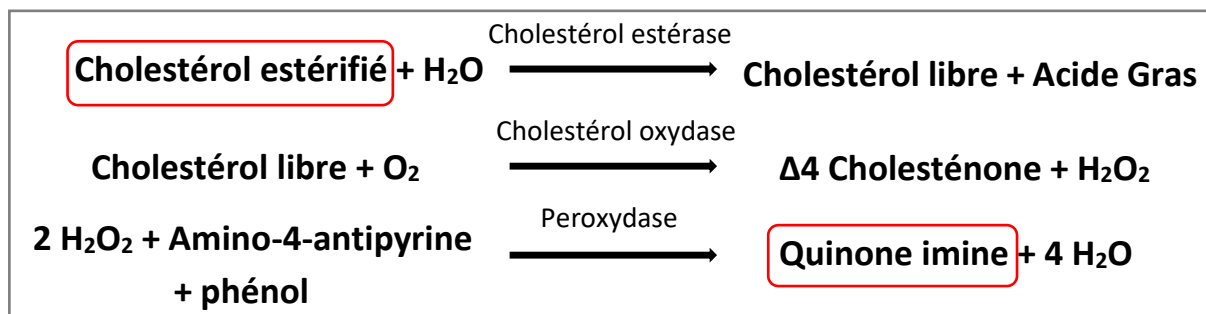 Cholestérol estérase
Cholestérol estérifié + H₂O
Cholestérol libre + Acide Gras
Cholestérol oxydase
Cholestérol libre + O₂
Δ4 Cholesténone + H₂O₂
Peroxydase
2 H₂O₂ + Amino-4-antipyrine
+ phénol
Quinone imine + 4 H₂O